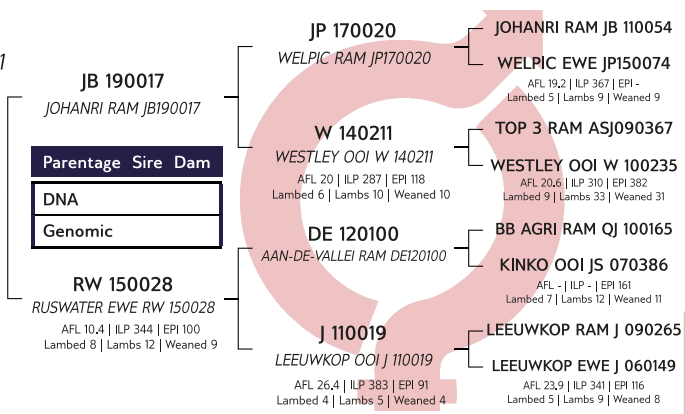 1
JB 190017
JOHANRI RAM JB190017
Parentage Sire Dam
DNA
Genomic
RW 150028
RUSWATER EWE RW 150028
AFL 10.4 | ILP 344 | EPI 100
Lambed 8 | Lambs 12 | Weaned 9
JP 170020
WELPIC RAM JP170020
W 140211
WESTLEY OOI W 140211
AFL 20 | ILP 287 | EPI 118
Lambed 6 | Lambs 10 | Weaned 10
DE 120100
AAN-DE-VALLEI RAM DE120100
J 110019
LEEUWKOP OOI J 110019
AFL 26.4 | ILP 383 | EPI 91
Lambed 4 | Lambs 5 | Weaned 4
JOHANRI RAM JB 110054
WELPIC EWE JP150074
AFL 19.2 | ILP 367 | EPI -
Lambed 5 | Lambs 9 | Weaned 9
TOP 3 RAM ASJ090367
WESTLEY OOI W 100235
AFL 20.6 | ILP 310 | EPI 382
Lambed 9 | Lambs 33 | Weaned 31
BB AGRI RAM QJ 100165
KINKO OOI JS 070386
AFL - | ILP - | EPI 161
Lambed 7 | Lambs 12 | Weaned 11
LEEUWKOP RAM J 090265
LEEUWKOP EWE J 060149
AFL 23.9 | ILP 341 | EPI 116
Lambed 5 | Lambs 9 | Weaned 8